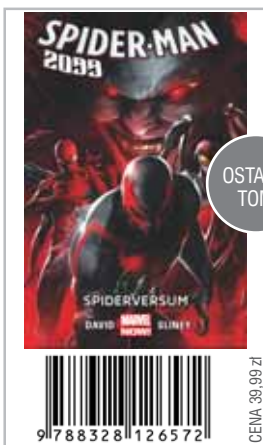 SPIDER-MAN
2099
OSTA
TOM
SPIDERVERSUM
DAVID MARVEL NOW! SLINEY
9 788328 126572
CENA 39,99 zł